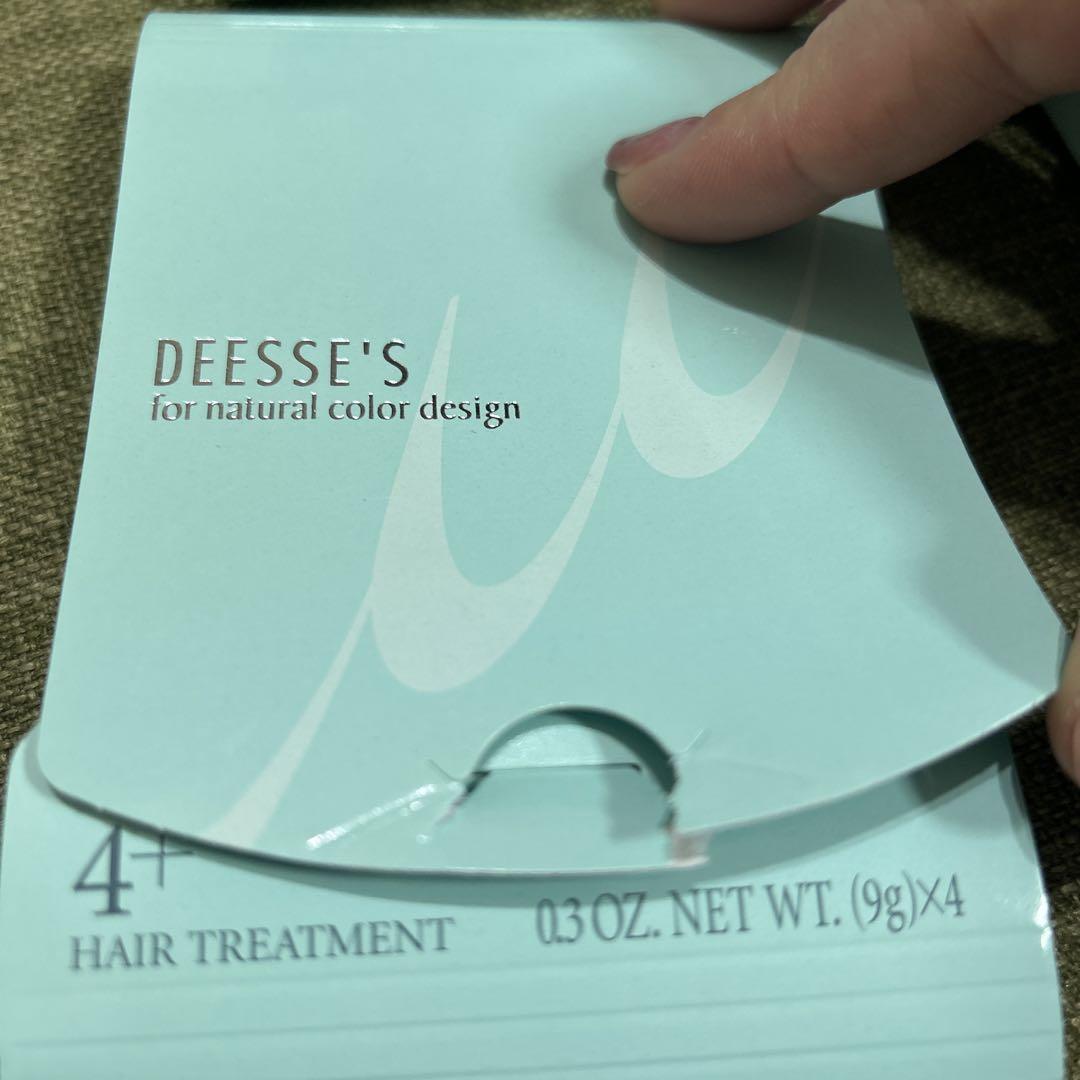 DEESSE'S
for natural color design
μ
4+
HAIR TREATMENT
0.3 OZ. NET WT. (9g)×4